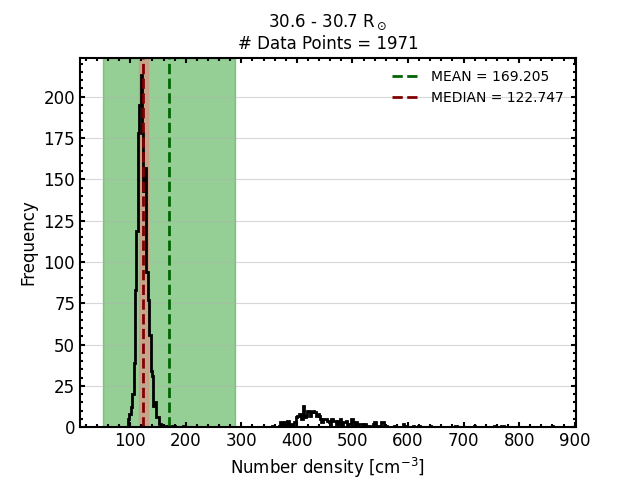 30.6 - 30.7 R⊙
# Data Points = 1971
MEAN = 169.205
MEDIAN = 122.747
Frequency
200
175
150
125
100
75
50
25
0
100 200 300 400 500 600 700 800 900
Number density [cm⁻³]